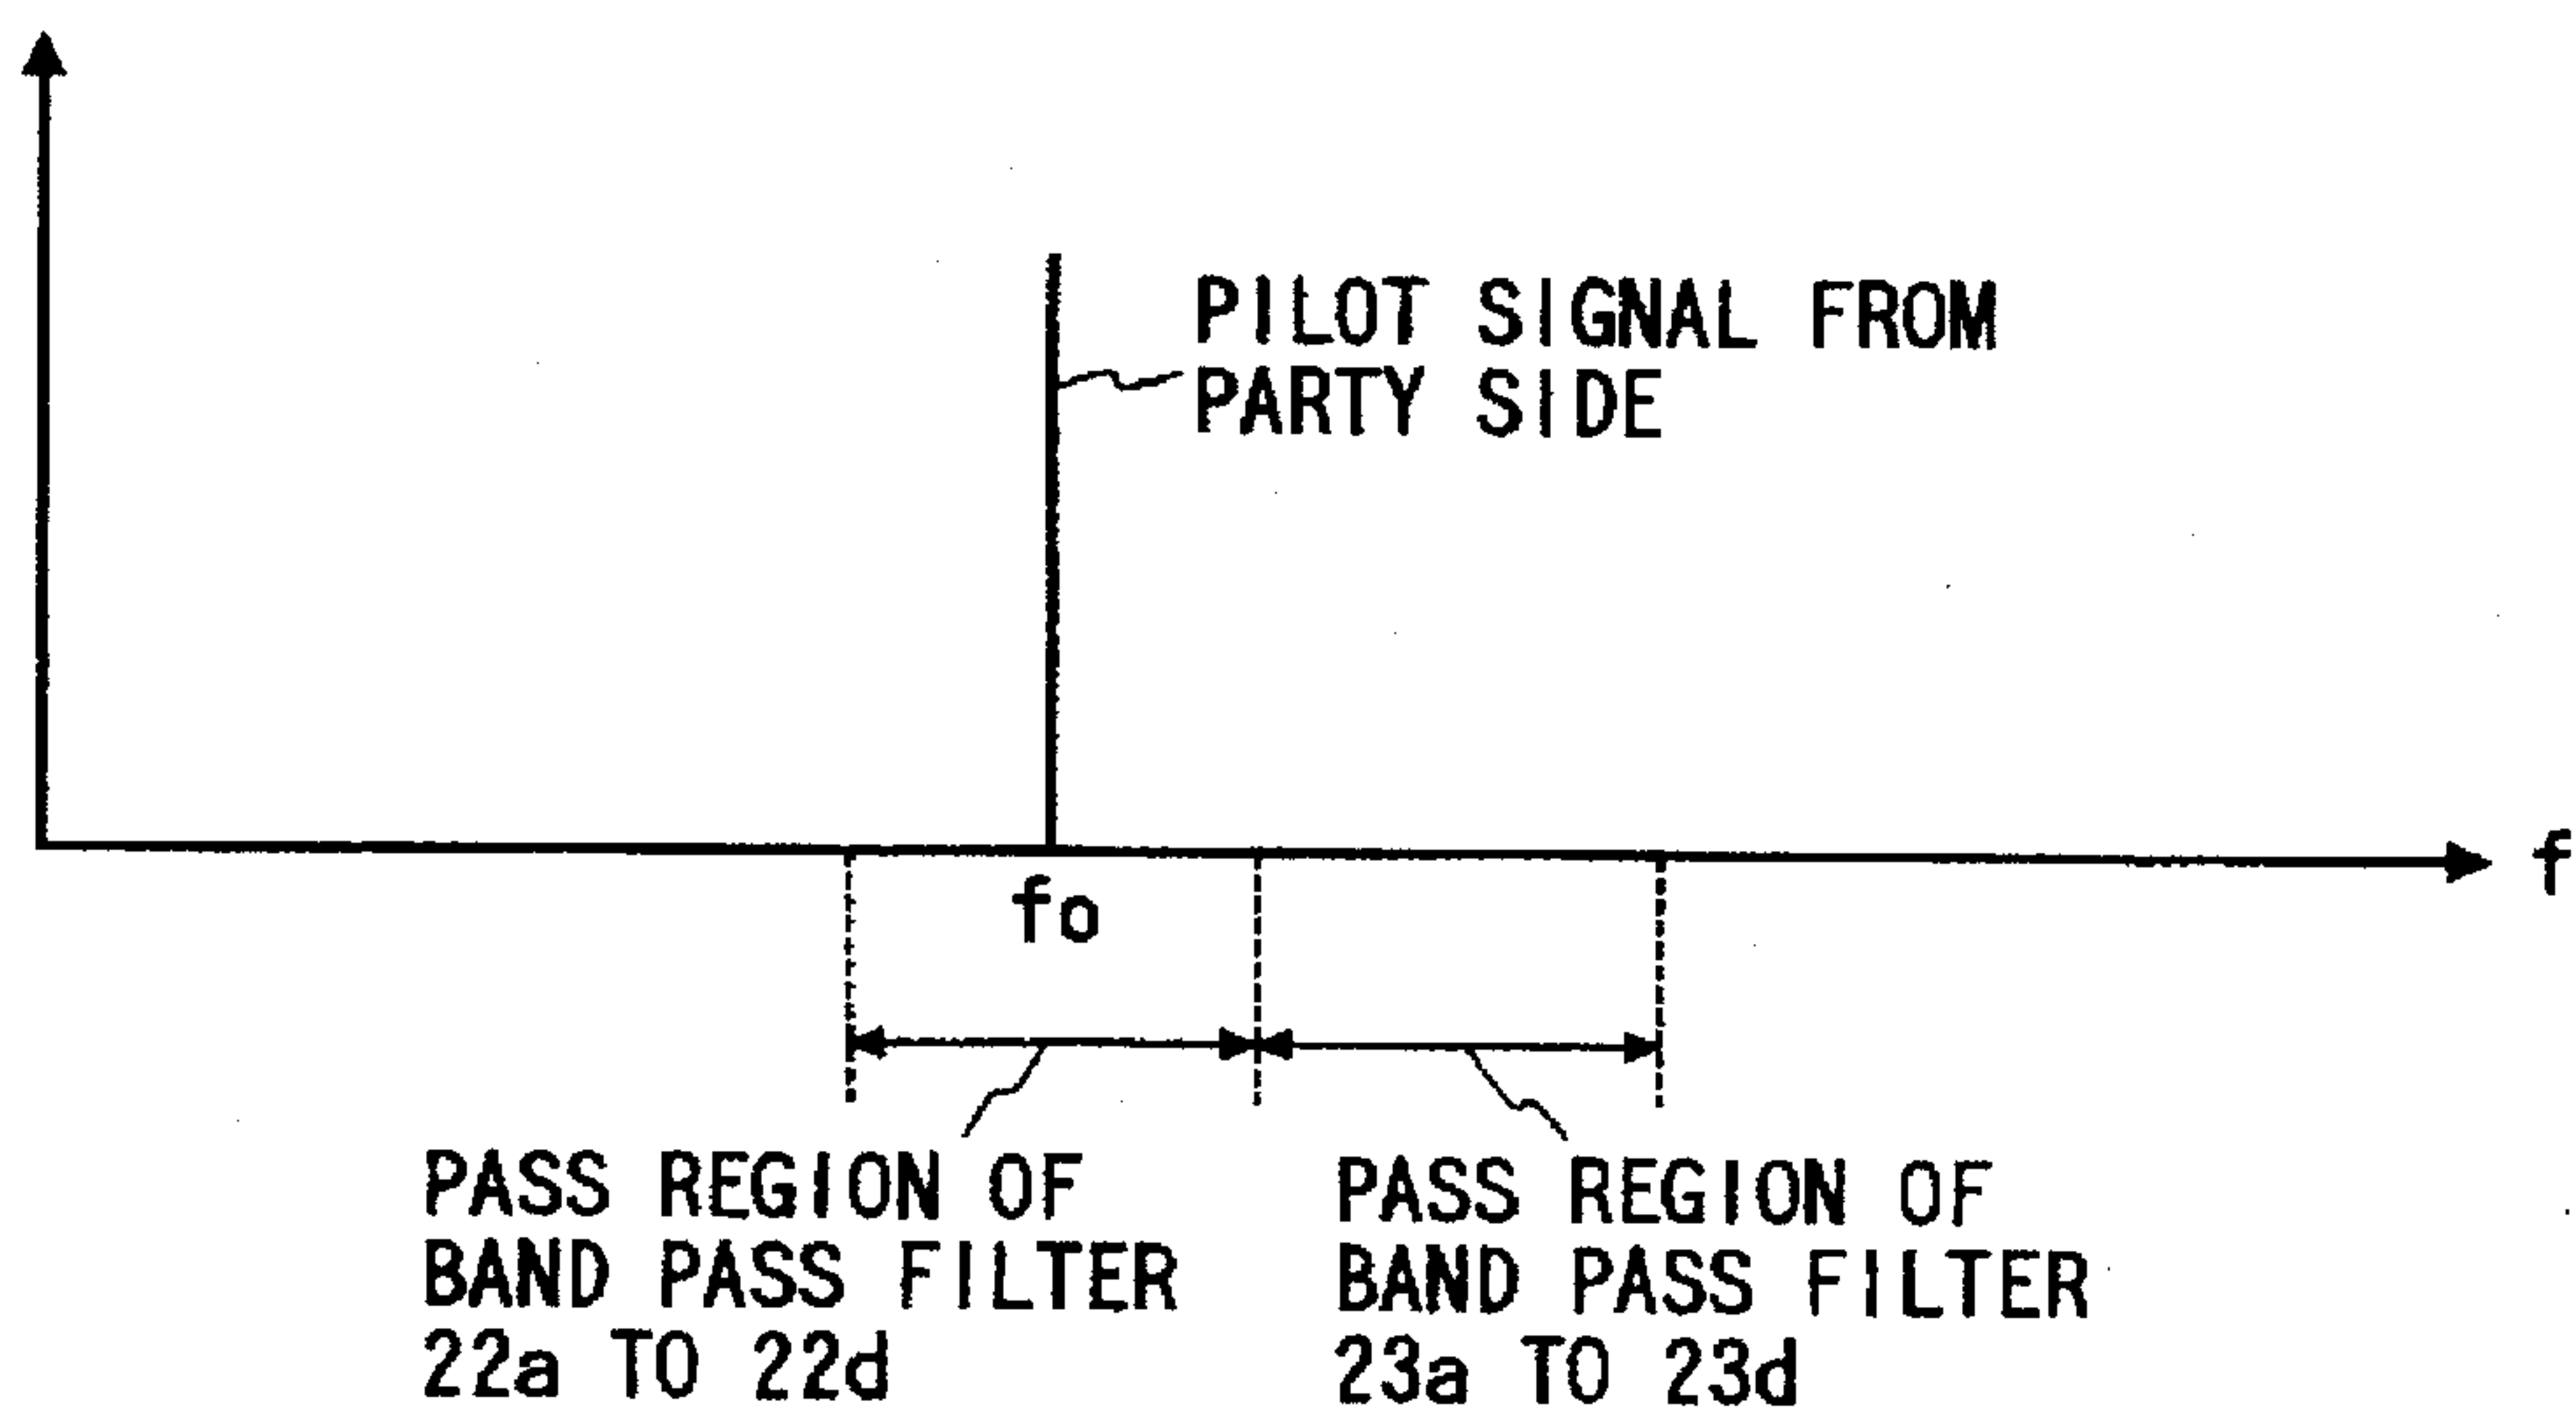 PILOT SIGNAL FROM
PARTY SIDE
f
fo
PASS REGION OF
BAND PASS FILTER
22a TO 22d
PASS REGION OF
BAND PASS FILTER
23a TO 23d